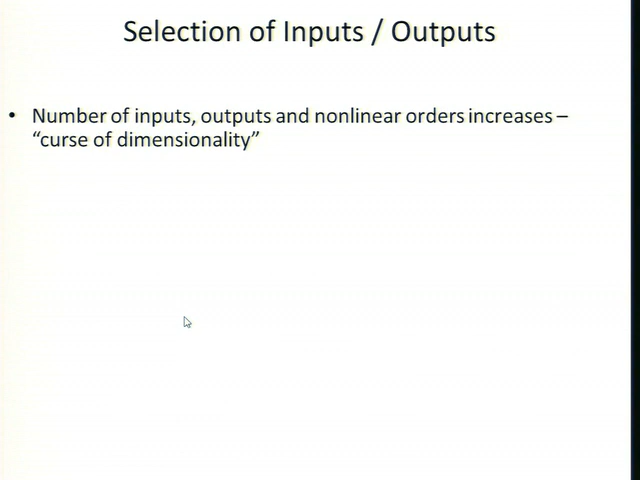 Selection of Inputs / Outputs
• Number of inputs, outputs and nonlinear orders increases –
“curse of dimensionality”